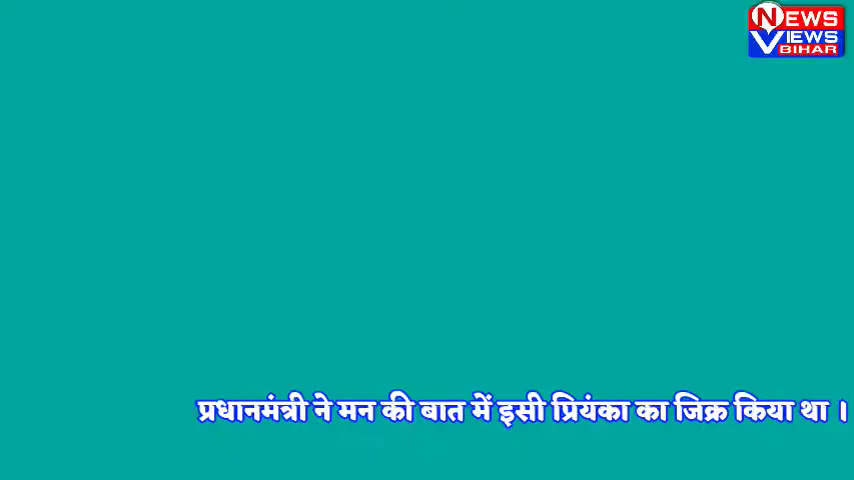 NEWS
VIEWS
BIHAR
प्रधानमंत्री ने मन की बात में इसी प्रियंका का जिक्र किया था ।